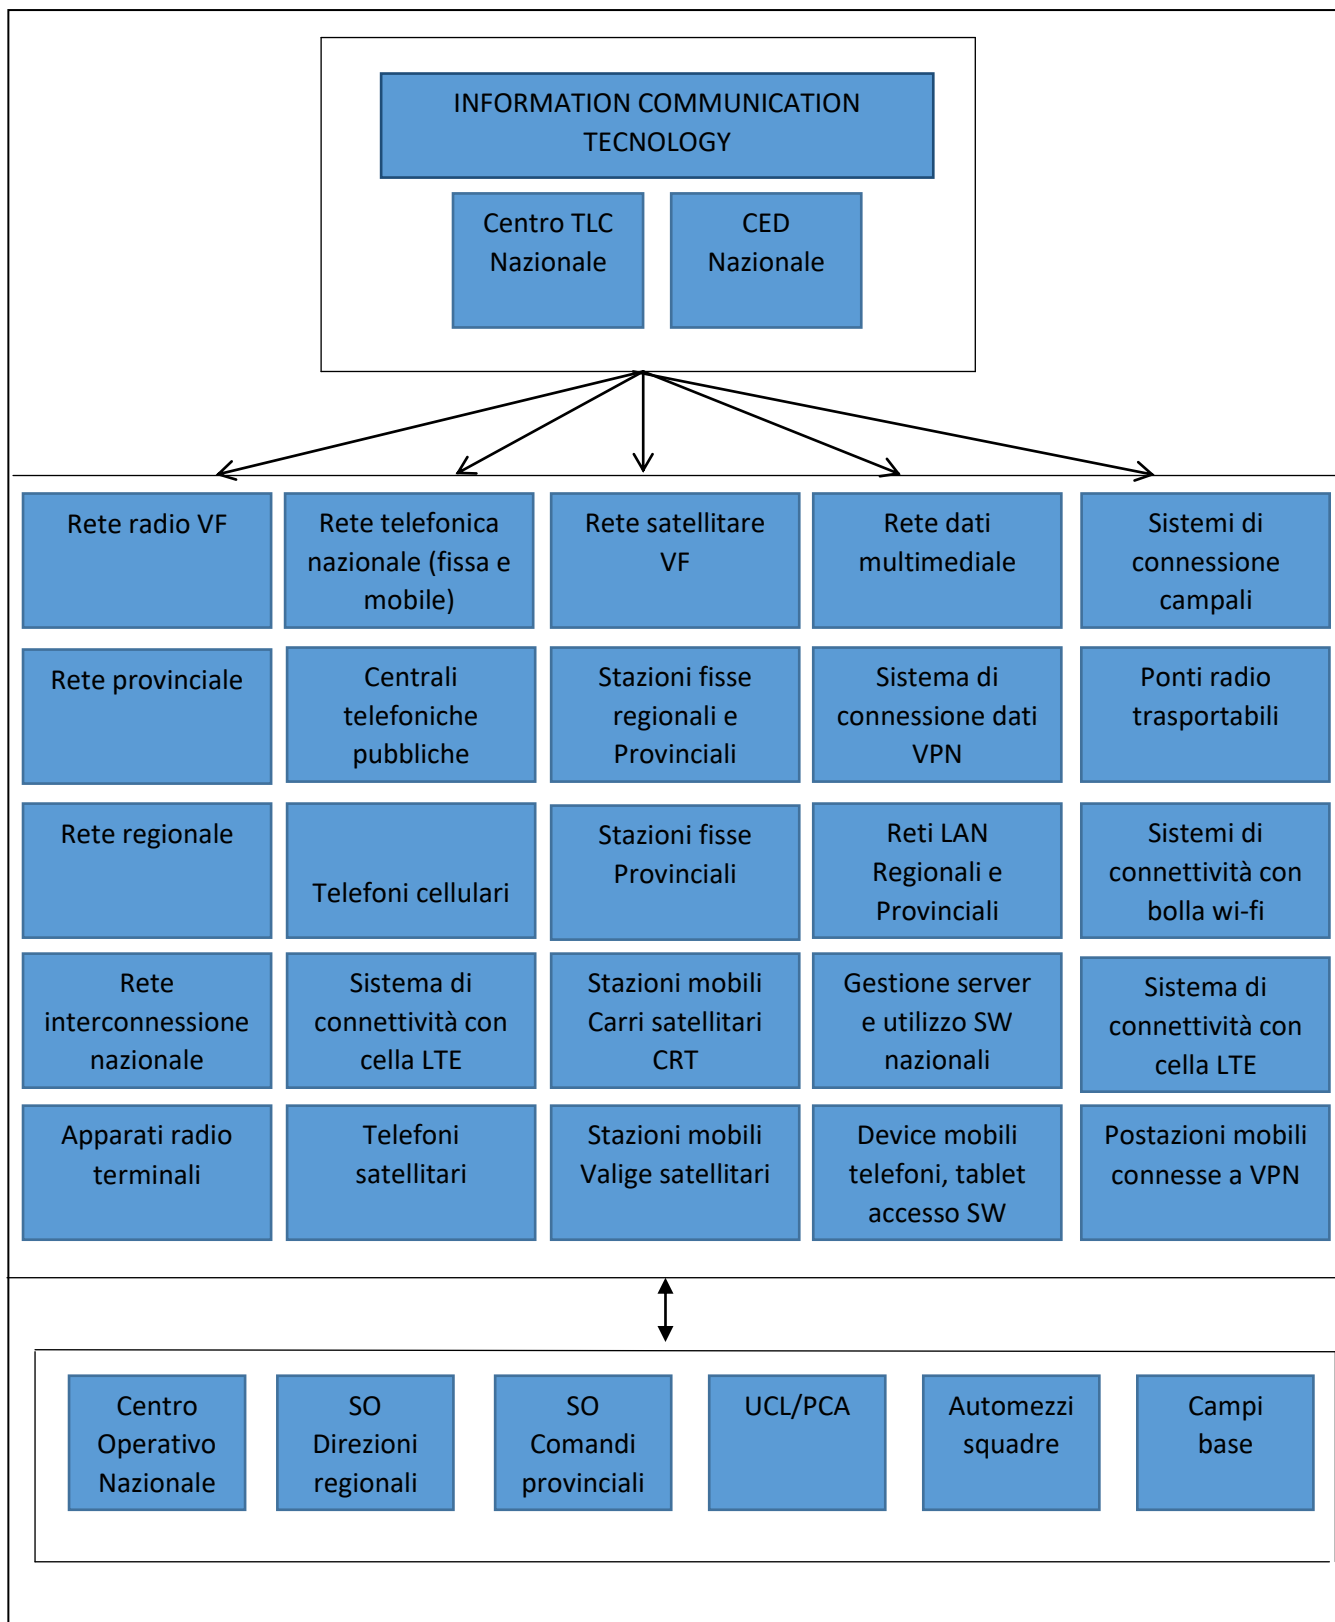 INFORMATION COMMUNICATION
TECNOLOGY
Centro TLC
Nazionale
CED
Nazionale
Rete radio VF
Rete telefonica
nazionale (fissa e
mobile)
Rete satellitare
VF
Rete dati
multimediale
Sistemi di
connessione
campali
Rete provinciale
Centrali
telefoniche
pubbliche
Stazioni fisse
regionali e
Provinciali
Sistema di
connessione dati
VPN
Ponti radio
trasportabili
Rete regionale
Telefoni cellulari
Stazioni fisse
Provinciali
Reti LAN
Regionali e
Provinciali
Sistemi di
connettività con
bolla wi-fi
Rete
interconnessione
nazionale
Sistema di
connettività con
cella LTE
Stazioni mobili
Carri satellitari
CRT
Gestione server
e utilizzo SW
nazionali
Sistema di
connettività con
cella LTE
Apparati radio
terminali
Telefoni
satellitari
Stazioni mobili
Valige satellitari
Device mobili
telefoni, tablet
accesso SW
Postazioni mobili
connesse a VPN
Centro
Operativo
Nazionale
SO
Direzioni
regionali
SO
Comandi
provinciali
UCL/PCA
Automezzi
squadre
Campi
base